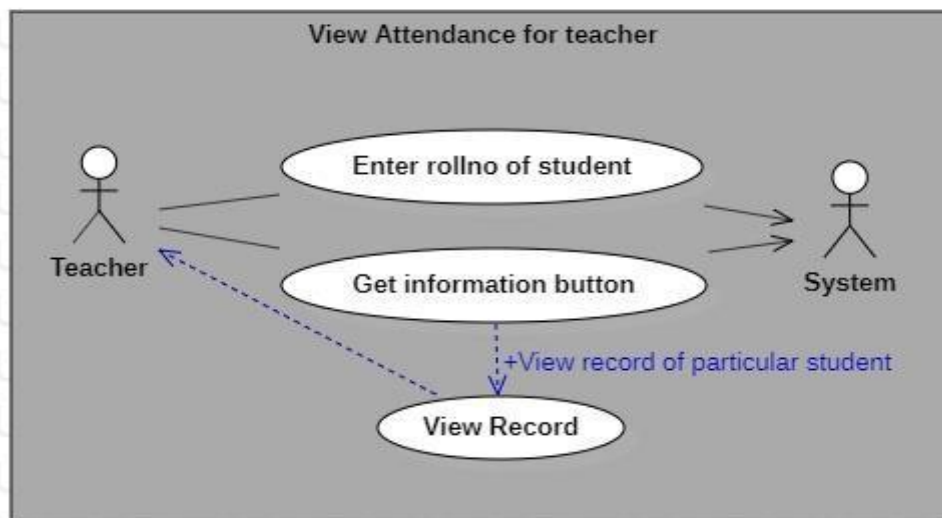 View Attendance for teacher
Enter rollno of student
Teacher
System
Get information button
+View record of particular student
View Record